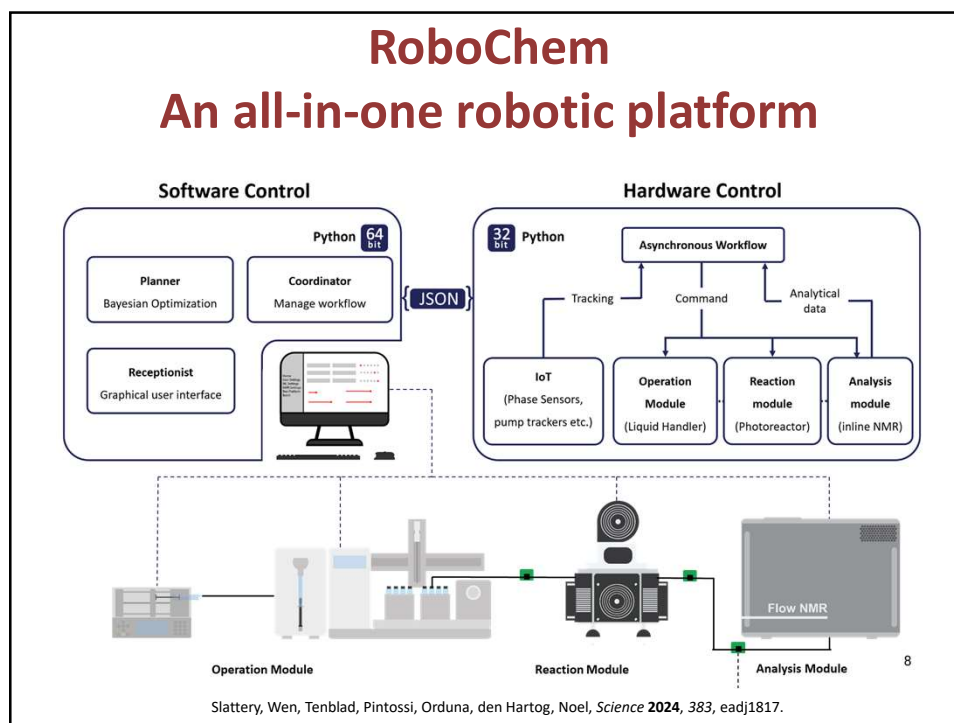 RoboChem
An all-in-one robotic platform
Software Control
Hardware Control
Python 64 bit
Planner
Bayesian Optimization
Coordinator
Manage workflow
Receptionist
Graphical user interface
{JSON}
32 bit Python
Asynchronous Workflow
Tracking
Command
Analytical
data
IoT
(Phase Sensors,
pump trackers etc.)
Operation
Module
(Liquid Handler)
Reaction
module
(Photoreactor)
Analysis
module
(inline NMR)
Flow NMR
Operation Module
Reaction Module
Analysis Module
8
Slattery, Wen, Tenblad, Pintossi, Orduna, den Hartog, Noel, Science 2024, 383, eadj1817.